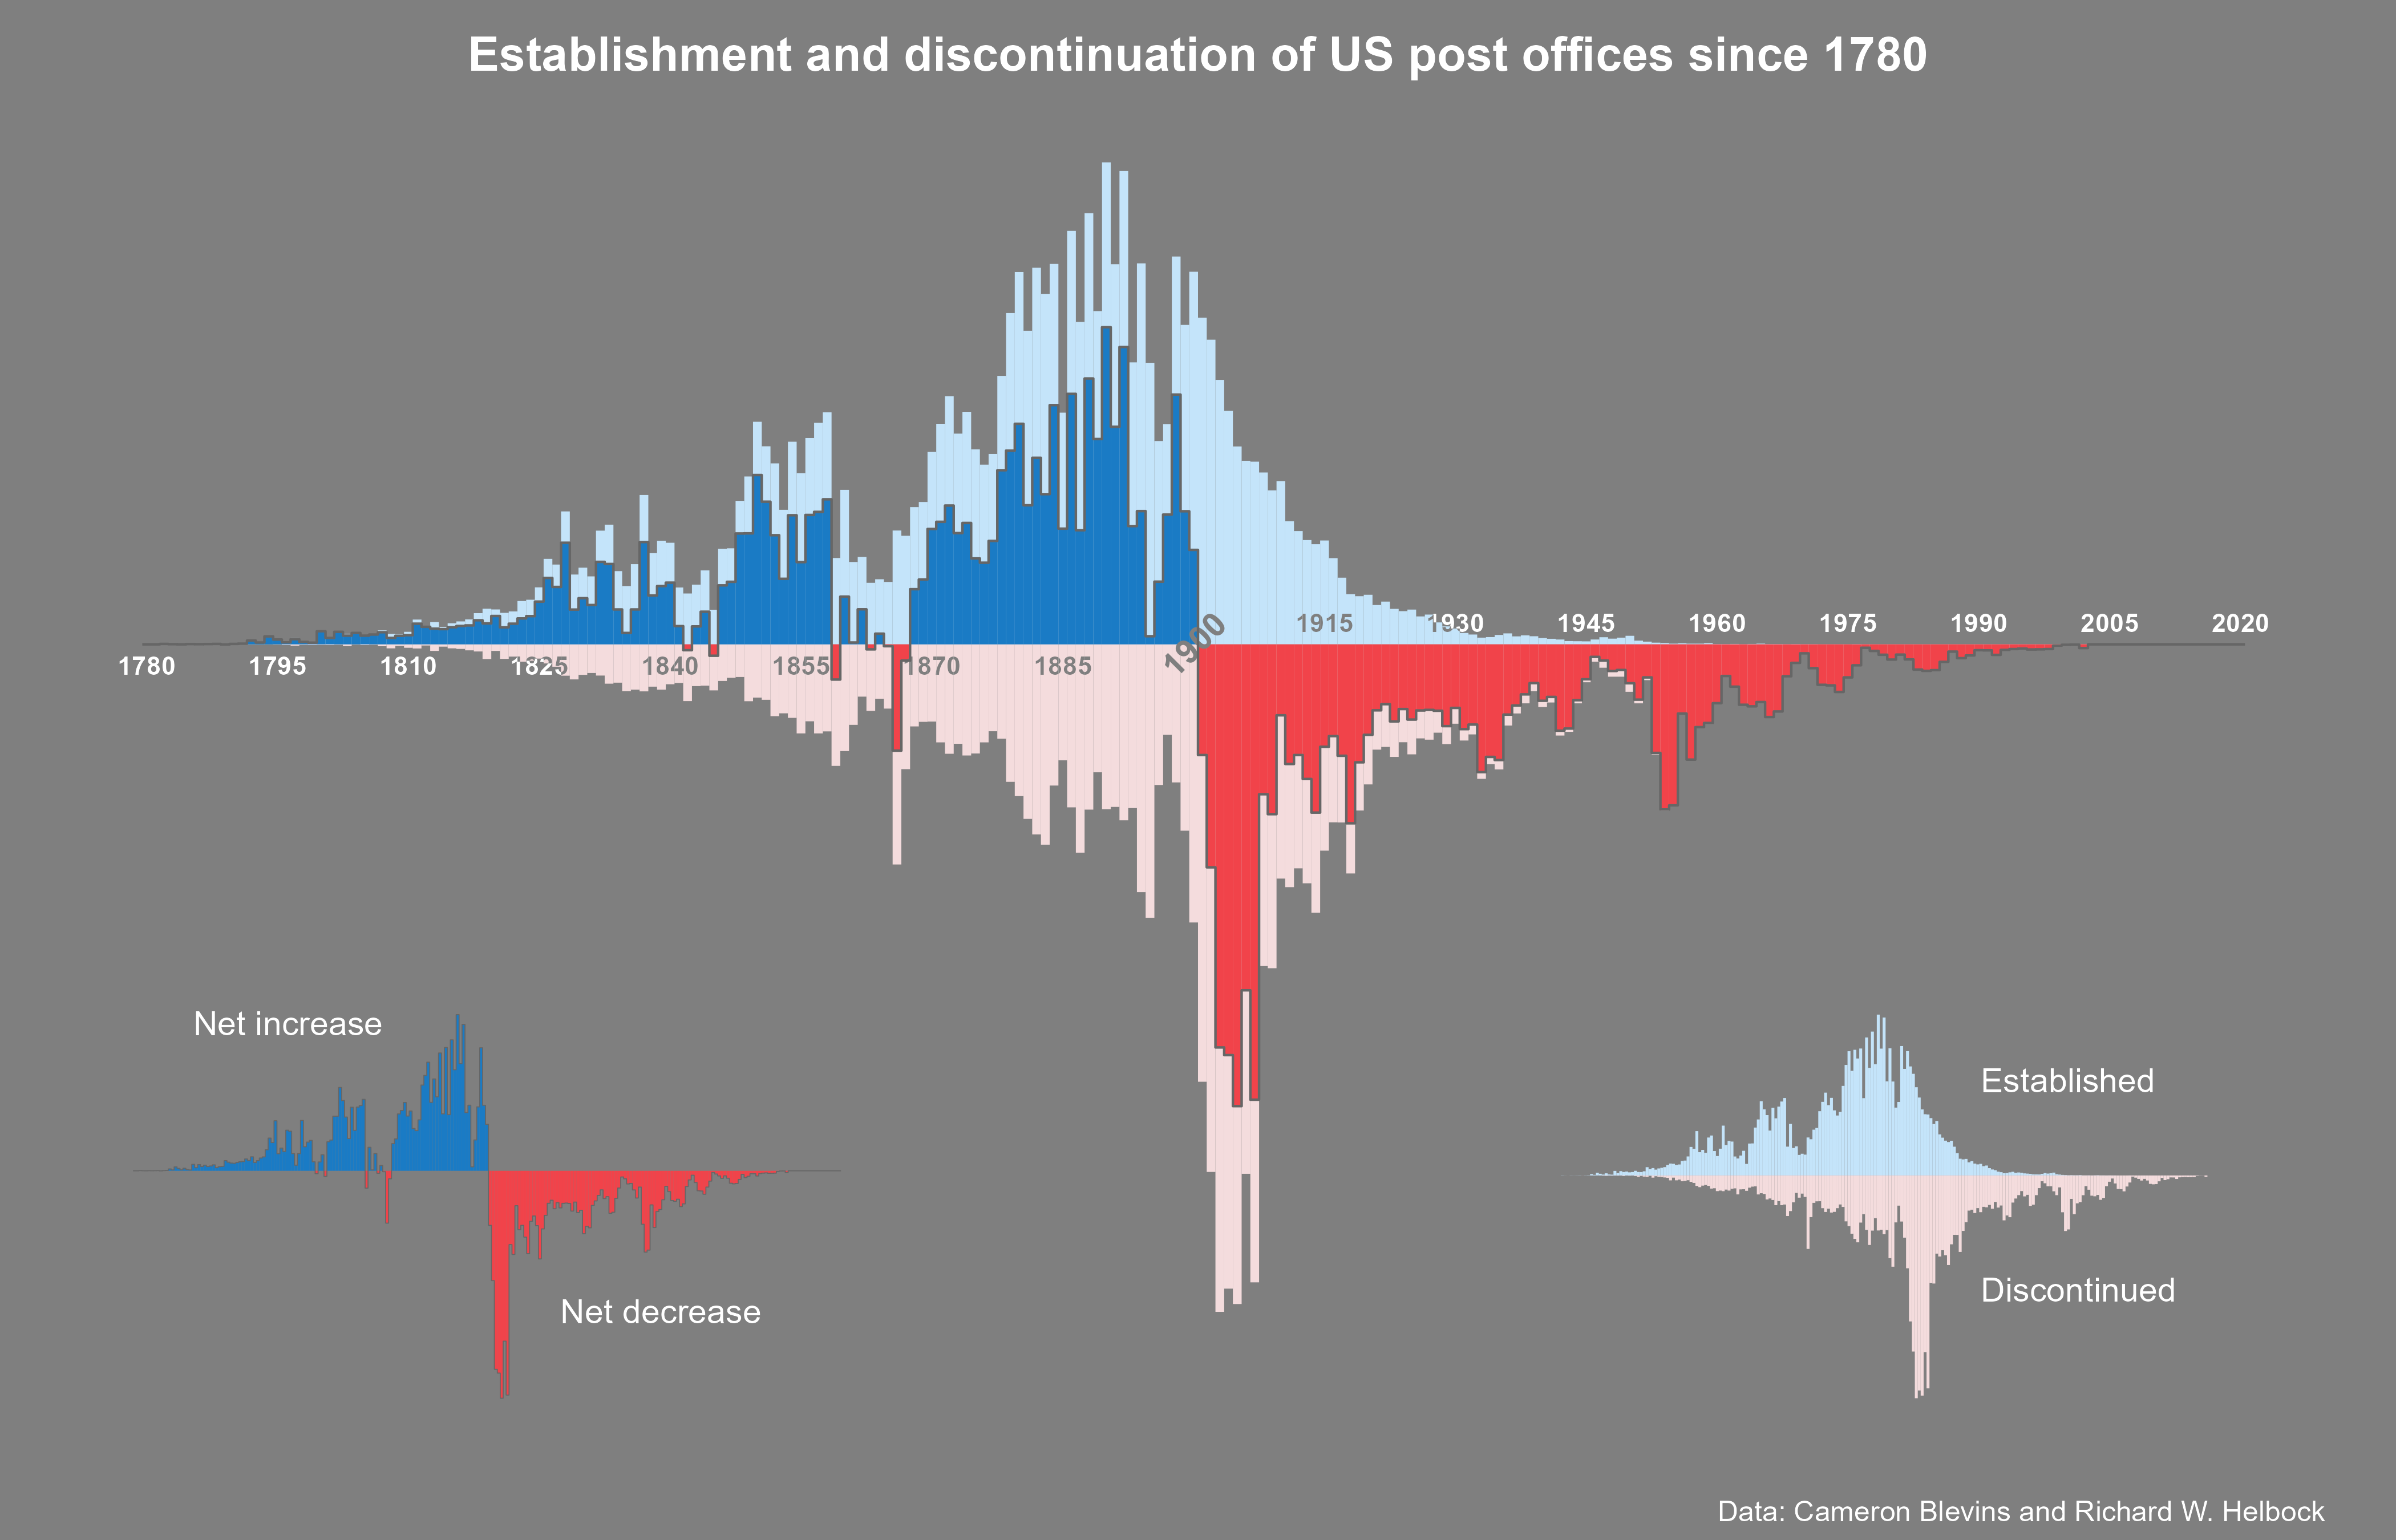 Establishment and discontinuation of US post offices since 1780
1915 1930 1945 1960 1975 1990 2005 2020
1780 1795 1810 1825 1840 1855 1870 1885 1900
Net increase
Established
Discontinued
Net decrease
Data: Cameron Blevins and Richard W. Helbock